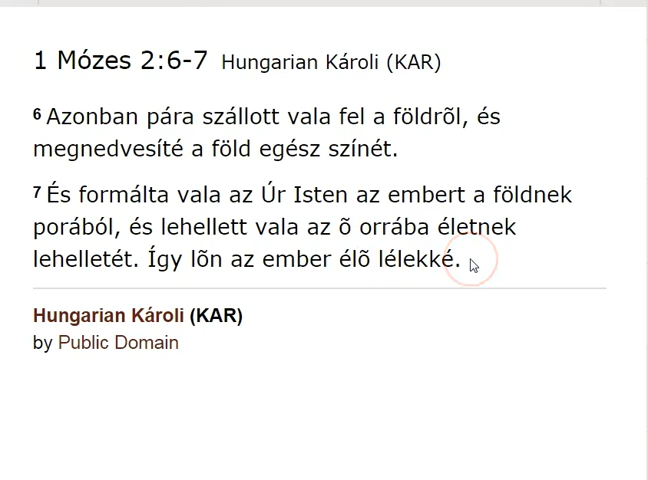 1 Mózes 2:6-7 Hungarian Károli (KAR)
6 Azonban pára szállott vala fel a földrõl, és
megnedvesíté a föld egész színét.
7 És formálta vala az Úr Isten az embert a földnek
porából, és lehellett vala az õ orrába életnek
lehelletét. Így lõn az ember élõ lélekké.
Hungarian Károli (KAR)
by Public Domain